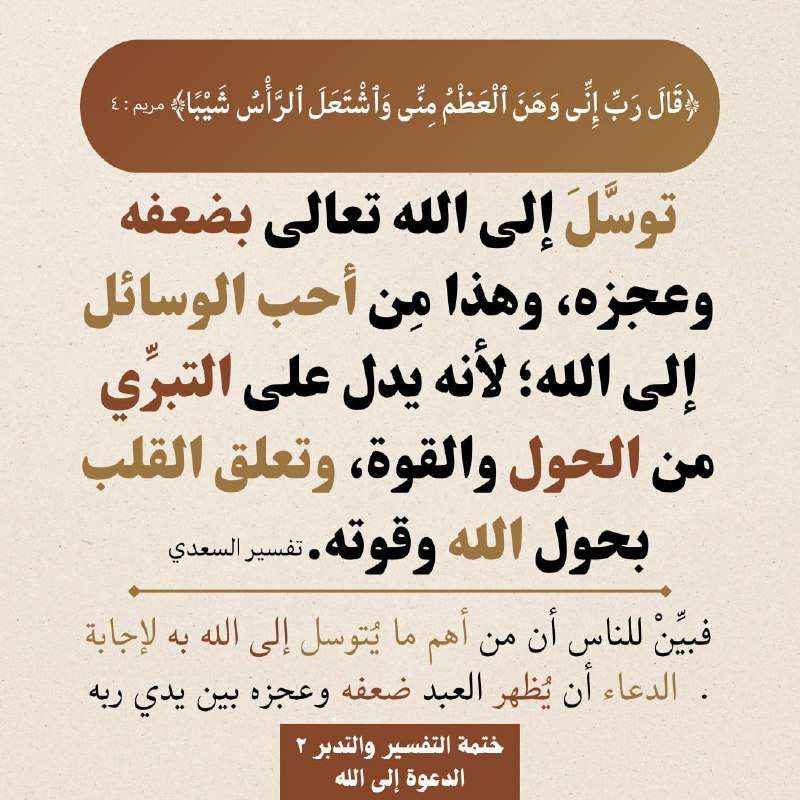 ﴿قَالَ رَبِّ إِنِّى وَهَنَ ٱلْعَظْمُ مِنِّى وَٱشْتَعَلَ ٱلرَّأْسُ شَيْبًا﴾ مريم : ٤
توسَّلَ إلى الله تعالى بضعفه
وعجزه، وهذا مِن أحب الوسائل
إلى الله؛ لأنه يدل على التبرِّي
من الحول والقوة، وتعلق القلب
بحول الله وقوته. تفسير السعدي
فبيِّنْ للناس أن من أهم ما يُتوسل إلى الله به لإجابة
الدعاء أن يُظهر العبد ضعفه وعجزه بين يدي ربه .
ختمة التفسير والتدبر ٢
الدعوة إلى الله